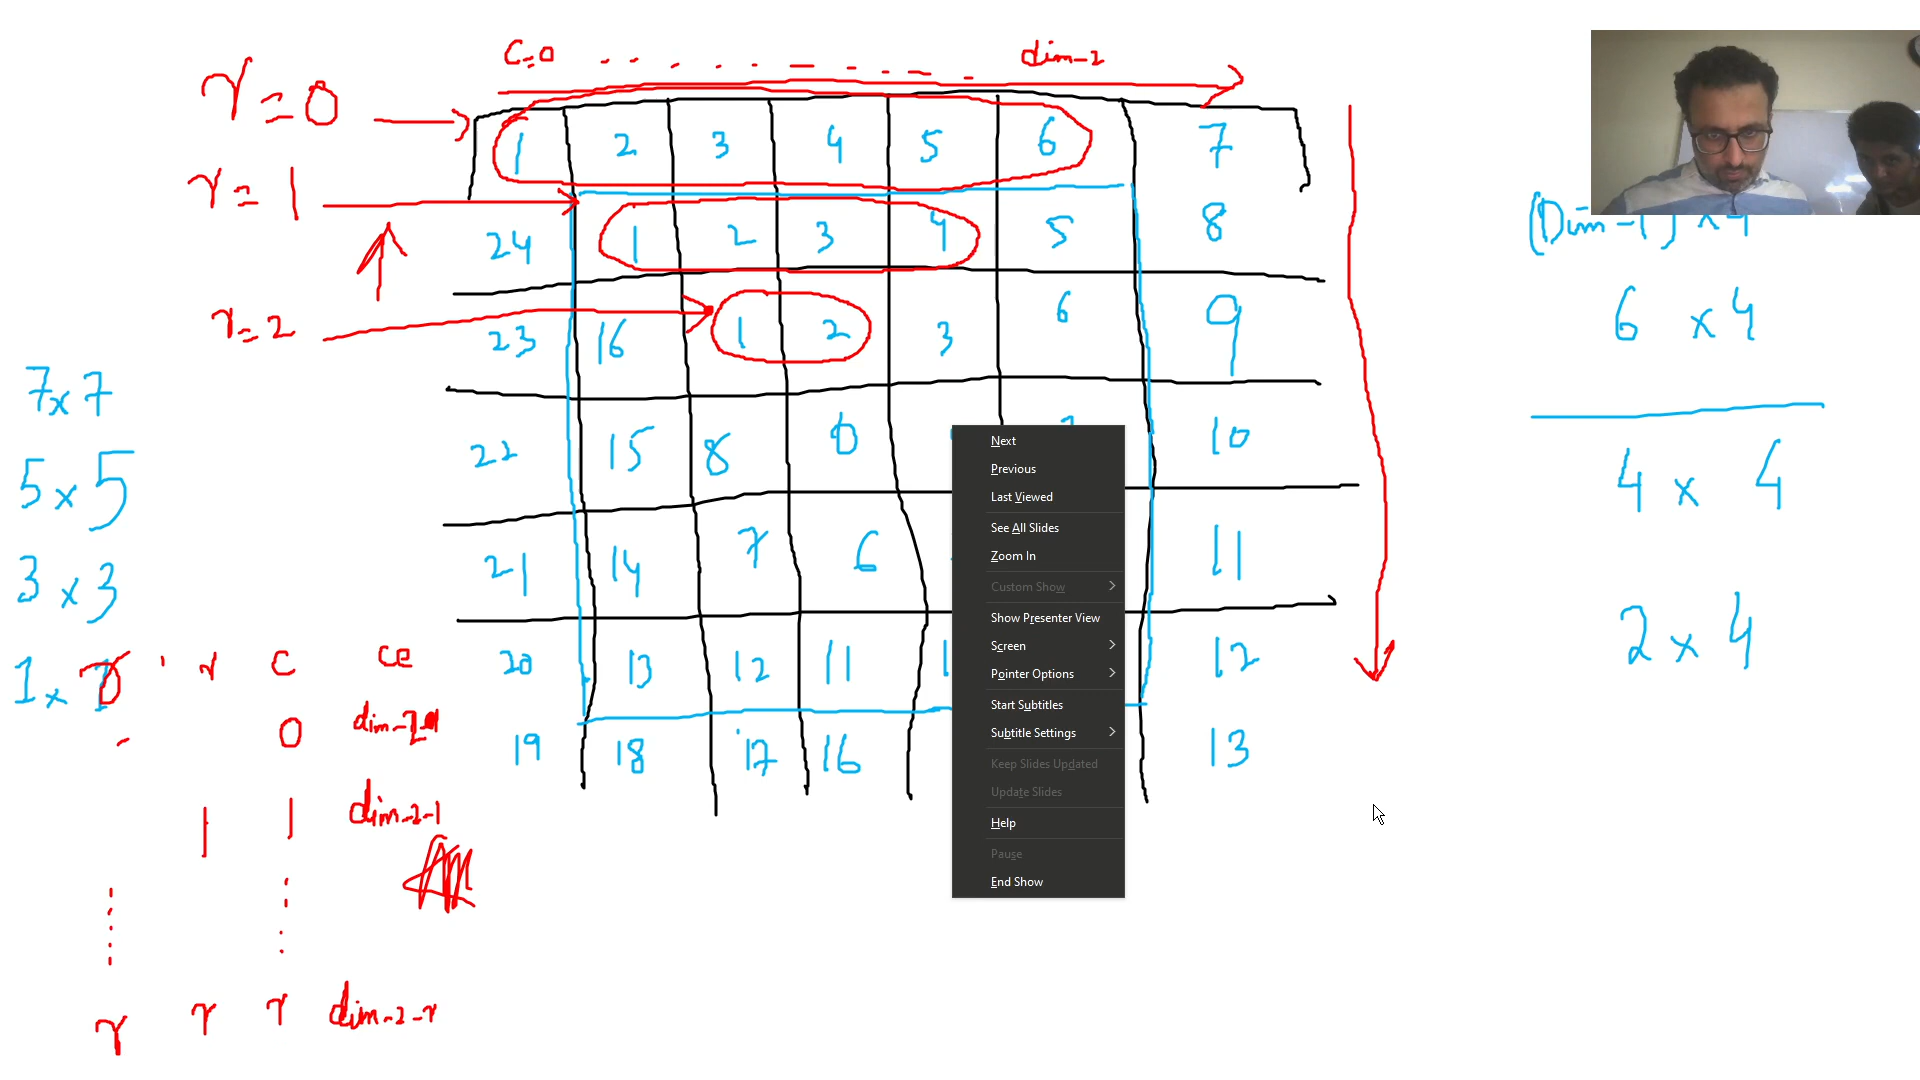 C=0 dim-2
r=0
1 2 3 4 5 6 7
r=1
24 1 2 3 4 5 8
r=2
23 16 1 2 3 6 9
22 15 8 0 10
21 14 7 6 11
20 13 12 11 1 12
19 18 17 16 13
7x7
5x5
3x3
1x
r C ce
0
1 1 dim-2-1
r r r dim-2-r
(Dim-1)x4
6 x4
4 x 4
2 x 4
Next
Previous
Last Viewed
See All Slides
Zoom In
Custom Show
Show Presenter View
Screen
Pointer Options
Start Subtitles
Subtitle Settings
Keep Slides Updated
Update Slides
Help
Pause
End Show